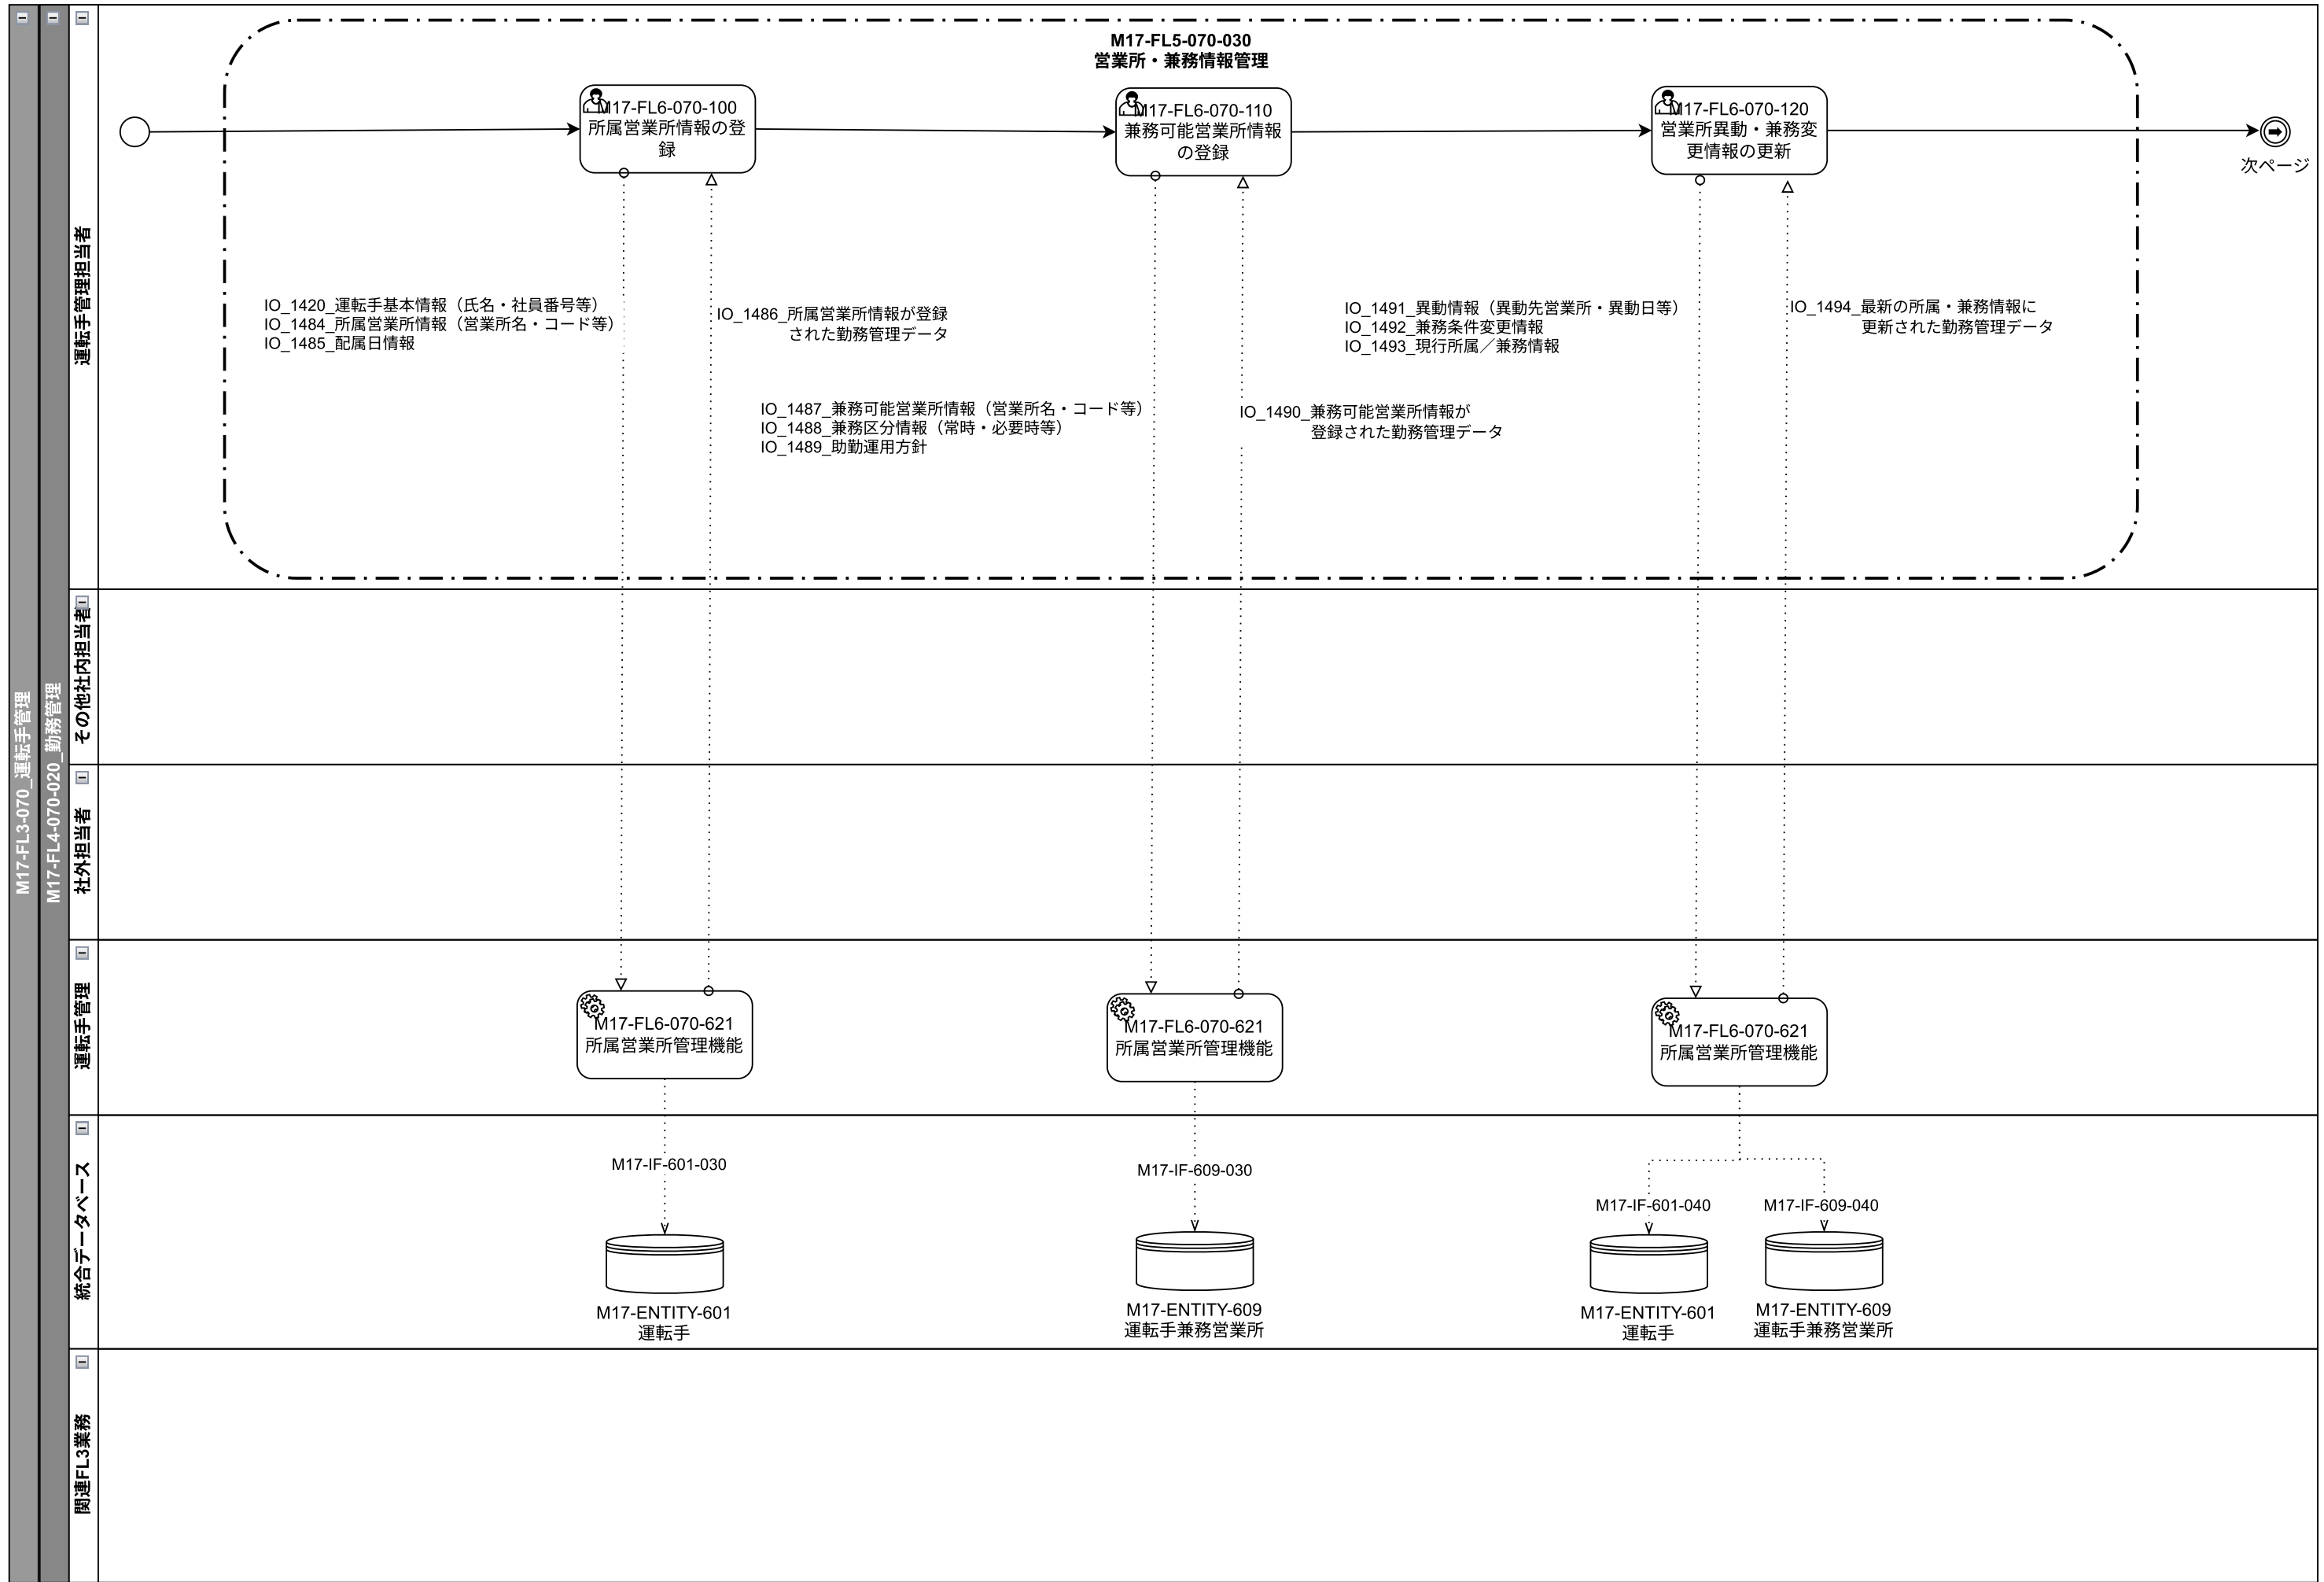 M17-FL3-070_運転手管理
M17-FL4-070-020_勤務管理
運転手管理担当者
M17-FL5-070-030
営業所・兼務情報管理
M17-FL6-070-100
所属営業所情報の登
録
M17-FL6-070-110
兼務可能営業所情報
の登録
M17-FL6-070-120
営業所異動・兼務変
更情報の更新
次ページ
IO_1420_運転手基本情報（氏名・社員番号等）
IO_1484_所属営業所情報（営業所名・コード等）
IO_1485_配属日情報
IO_1486_所属営業所情報が登録
された勤務管理データ
IO_1487_兼務可能営業所情報（営業所名・コード等）
IO_1488_兼務区分情報（常時・必要時等）
IO_1489_助勤運用方針
IO_1490_兼務可能営業所情報が
登録された勤務管理データ
IO_1491_異動情報（異動先営業所・異動日等）
IO_1492_兼務条件変更情報
IO_1493_現行所属／兼務情報
IO_1494_最新の所属・兼務情報に
更新された勤務管理データ
その他社内担当者
社外担当者
運転手管理
M17-FL6-070-621
所属営業所管理機能
M17-FL6-070-621
所属営業所管理機能
M17-FL6-070-621
所属営業所管理機能
統合データベース
M17-IF-601-030
M17-IF-609-030
M17-IF-601-040
M17-IF-609-040
M17-ENTITY-601
運転手
M17-ENTITY-609
運転手兼務営業所
M17-ENTITY-601
運転手
M17-ENTITY-609
運転手兼務営業所
関連FL3業務